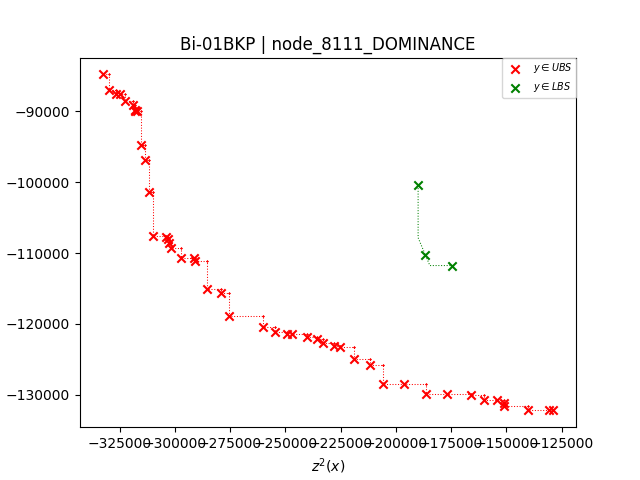 Bi-01BKP | node_8111_DOMINANCE
y ∈ UBS
y ∈ LBS
−90000
−100000
−110000
−120000
−130000
−325000 −300000 −275000 −250000 −225000 −200000 −175000 −150000 −125000
z²(x)